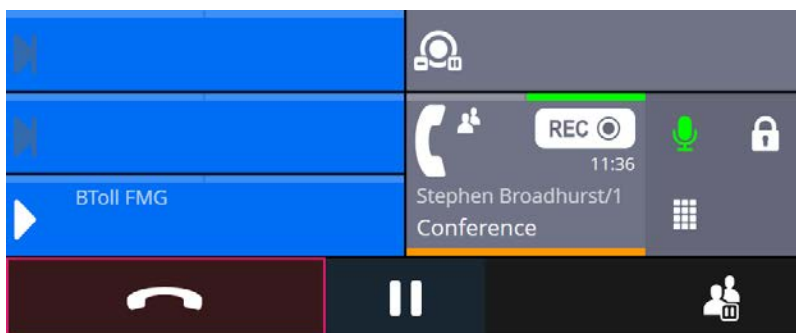 REC
11:36
BToll FMG
Stephen Broadhurst/1
Conference